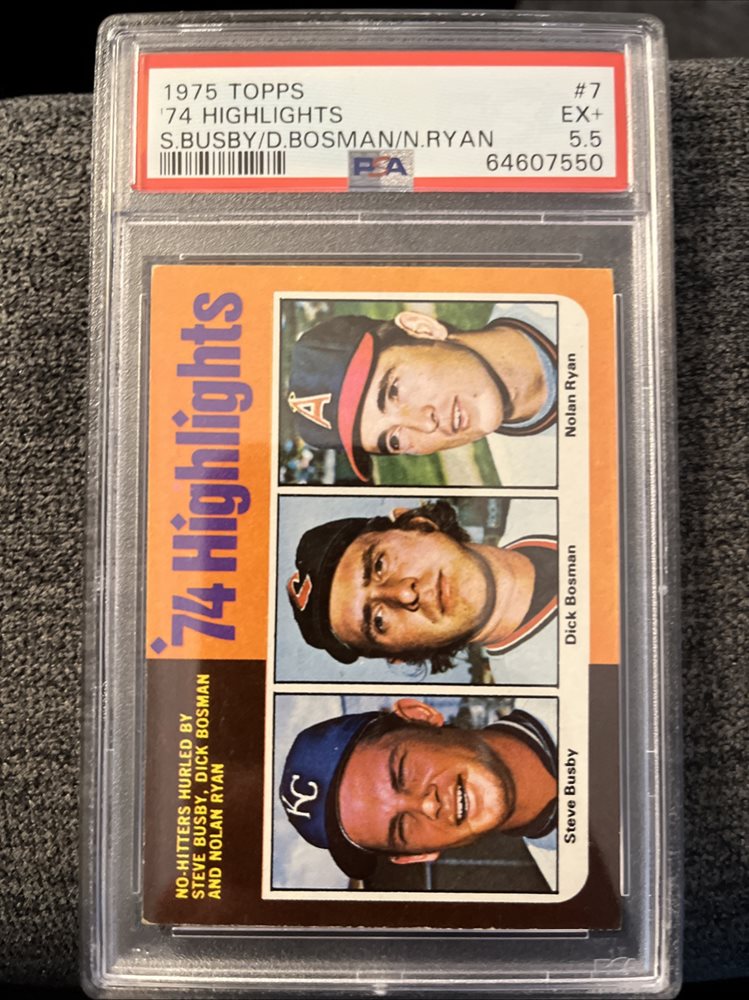 1975 TOPPS #7
'74 HIGHLIGHTS EX+
S.BUSBY/D.BOSMAN/N.RYAN 5.5
PSA 64607550
'74 Highlights
NO-HITTERS HURLED BY
STEVE BUSBY, DICK BOSMAN
AND NOLAN RYAN
KC
C
A
Steve Busby
Dick Bosman
Nolan Ryan